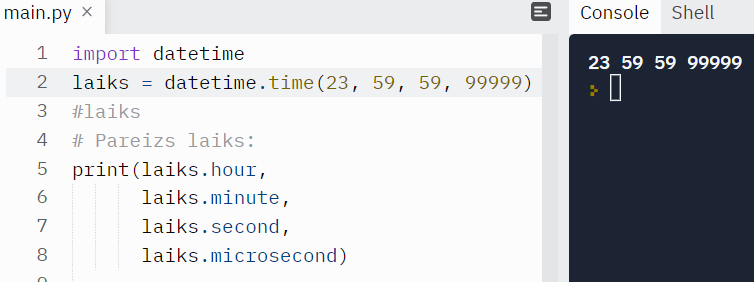 main.py ×
Console Shell
1 import datetime
2 laiks = datetime.time(23, 59, 59, 99999)
3 #laiks
4 # Pareizs laiks:
5 print(laiks.hour,
6 laiks.minute,
7 laiks.second,
8 laiks.microsecond)
23 59 59 99999